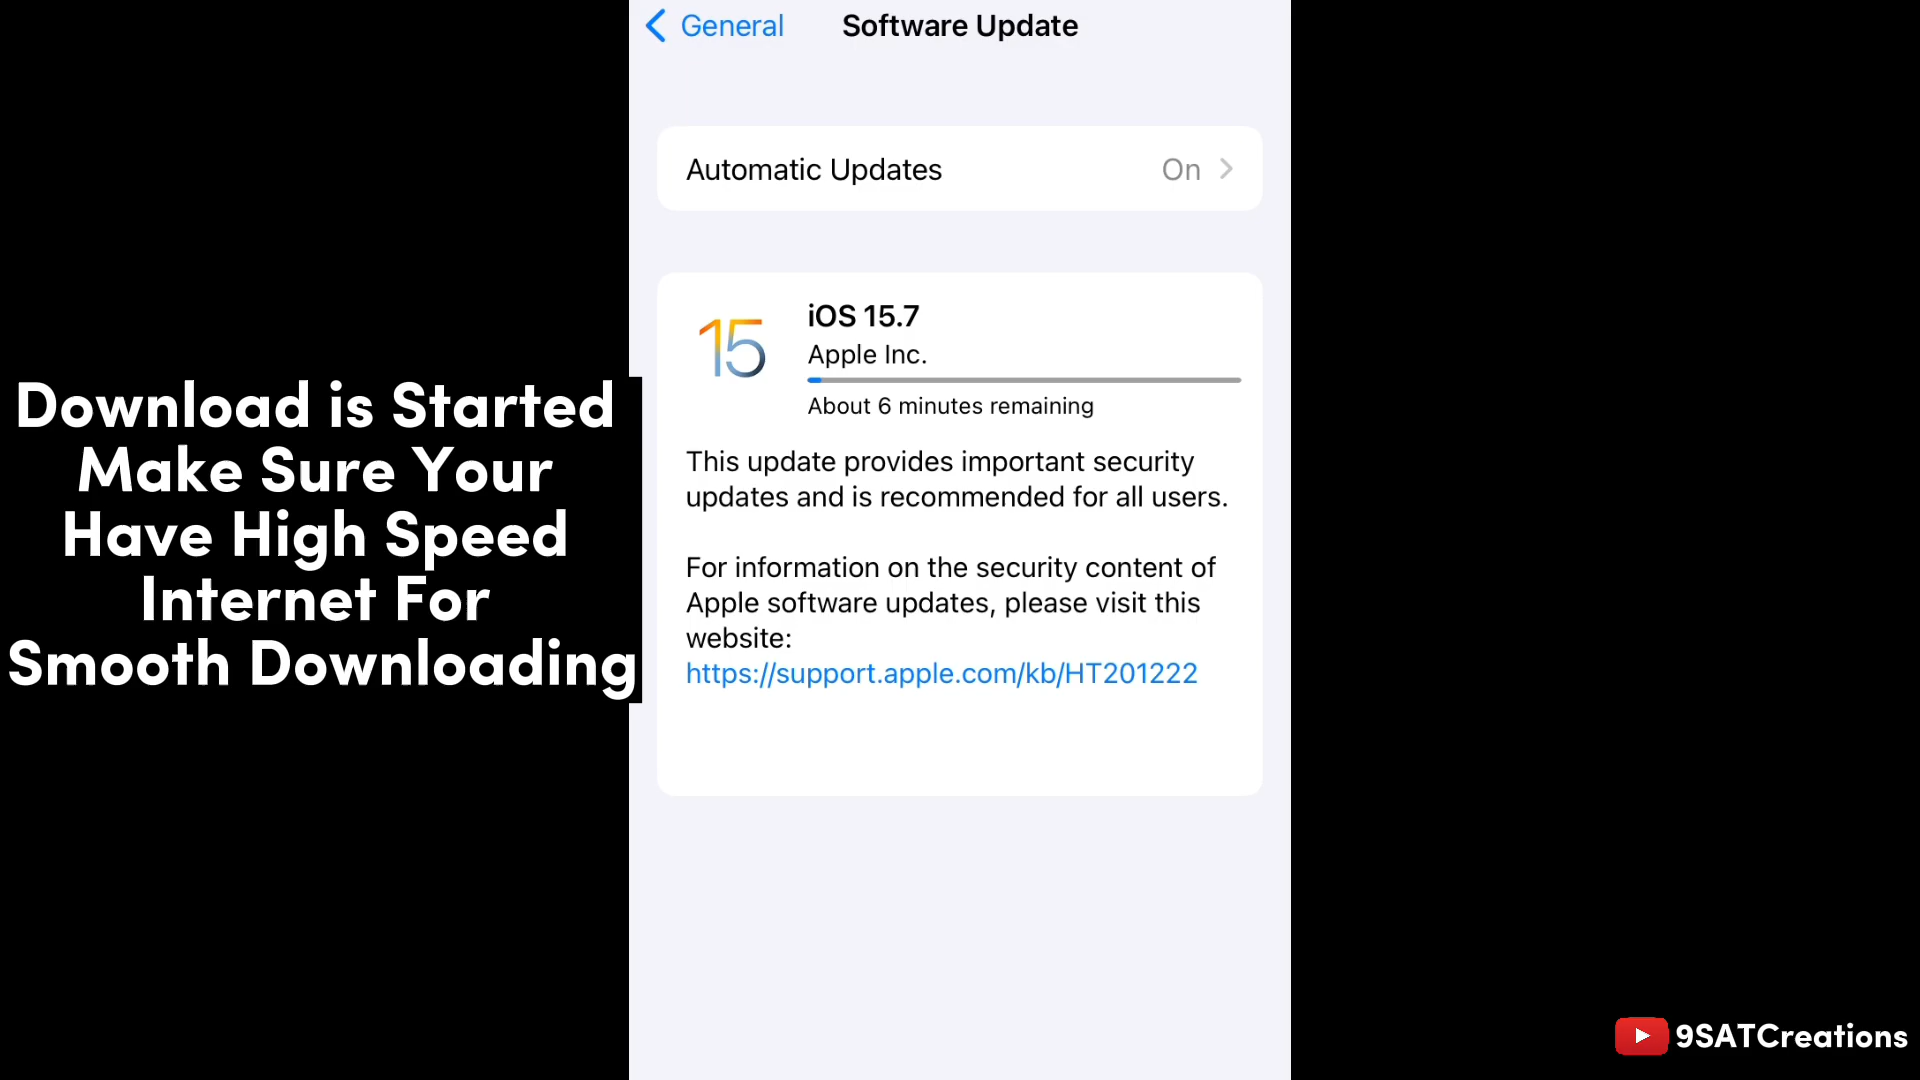 General
Software Update
Automatic Updates
On
15
iOS 15.7
Apple Inc.
About 6 minutes remaining
This update provides important security
updates and is recommended for all users.
For information on the security content of
Apple software updates, please visit this
website:
https://support.apple.com/kb/HT201222
Download is Started
Make Sure Your
Have High Speed
Internet For
Smooth Downloading
9SATCreations